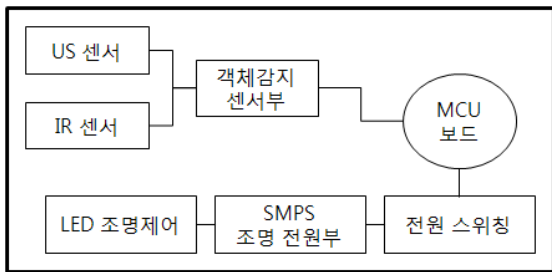 US 센서
IR 센서
객체감지
센서부
MCU
보드
LED 조명제어
SMPS
조명 전원부
전원 스위칭